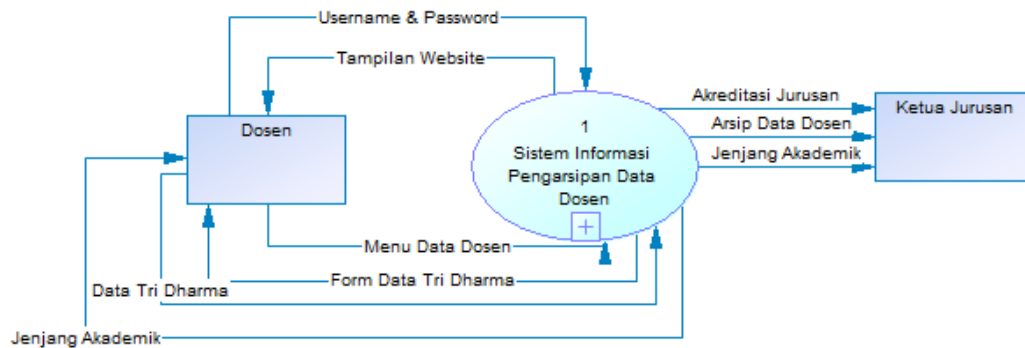 Username & Password
Tampilan Website
Akreditasi Jurusan
Ketua Jurusan
Dosen
1
Arsip Data Dosen
Sistem Informasi
Pengarsipan Data
Dosen
Jenjang Akademik
Menu Data Dosen
Form Data Tri Dharma
Data Tri Dharma
Jenjang Akademik